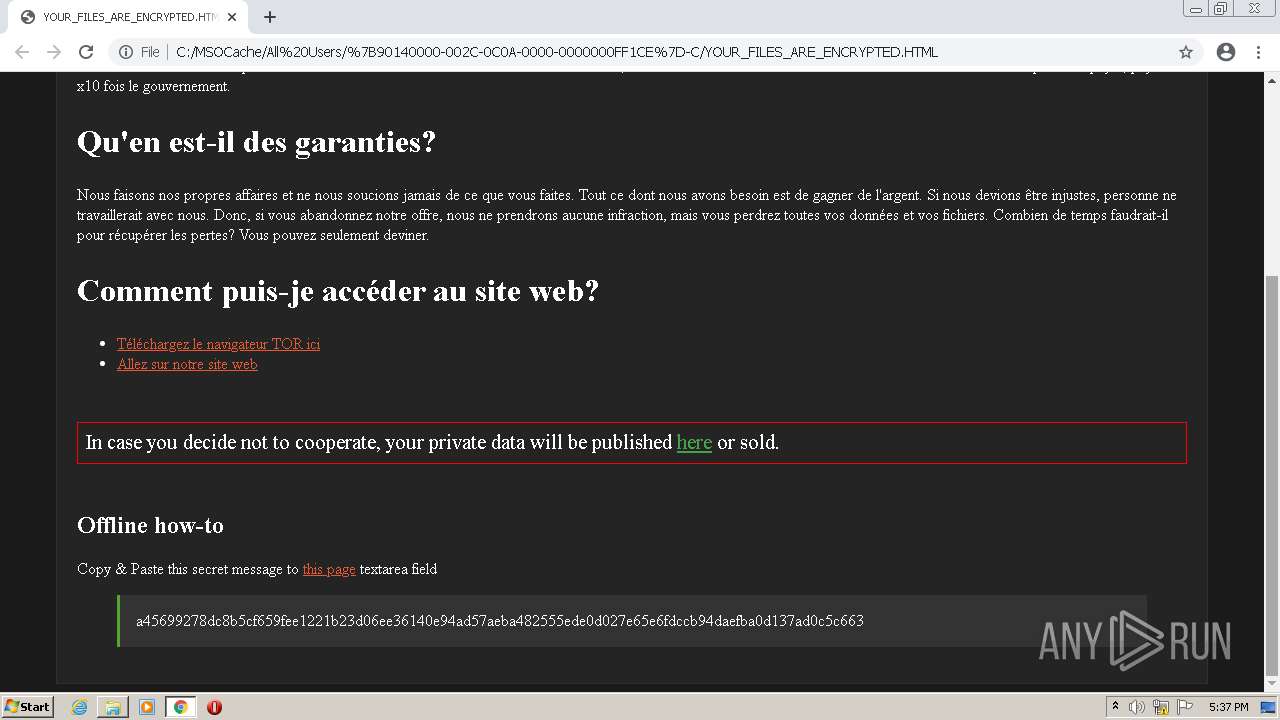 YOUR_FILES_ARE_ENCRYPTED.HTM
File | C:/MSOCache/All%20Users/%7B90140000-002C-070A-0000-0000000FF1CE%7D-C/YOUR_FILES_ARE_ENCRYPTED.HTML
x10 fois le gouvernement.
Qu'en est-il des garanties?
Nous faisons nos propres affaires et ne nous soucions jamais de ce que vous faites. Tout ce dont nous avons besoin est de gagner de l'argent. Si nous devions être injustes, personne ne
travaillerait avec nous. Donc, si vous abandonnez notre offre, nous ne prendrons aucune infraction, mais vous perdrez toutes vos données et vos fichiers. Combien de temps faudrait-il
pour récupérer les pertes? Vous pouvez seulement deviner.
Comment puis-je accéder au site web?
Téléchargez le navigateur TOR ici
Allez sur notre site web
In case you decide not to cooperate, your private data will be published here or sold.
Offline how-to
Copy & Paste this secret message to this page textarea field
a45699278dc8b5cf659fee1221b23d06ee36140e94ad57aeba482555ede0d027e65e6fdccb94daefba0d137ad0c5c663
ANY RUN
Start
5:37 PM